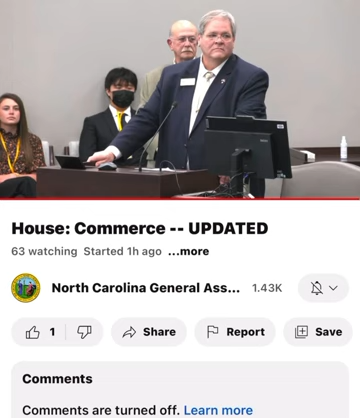 House: Commerce -- UPDATED
63 watching Started 1h ago ...more
North Carolina General Ass... 1.43K
1 Share Report Save
Comments
Comments are turned off. Learn more